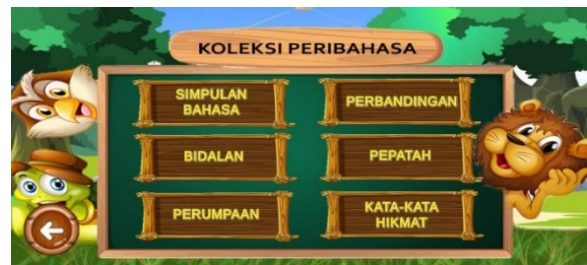 KOLEKSI PERIBAHASA
SIMPULAN
BAHASA
PERBANDINGAN
BIDALAN
PEPATAH
PERUMPAAN
KATA-KATA
HIKMAT